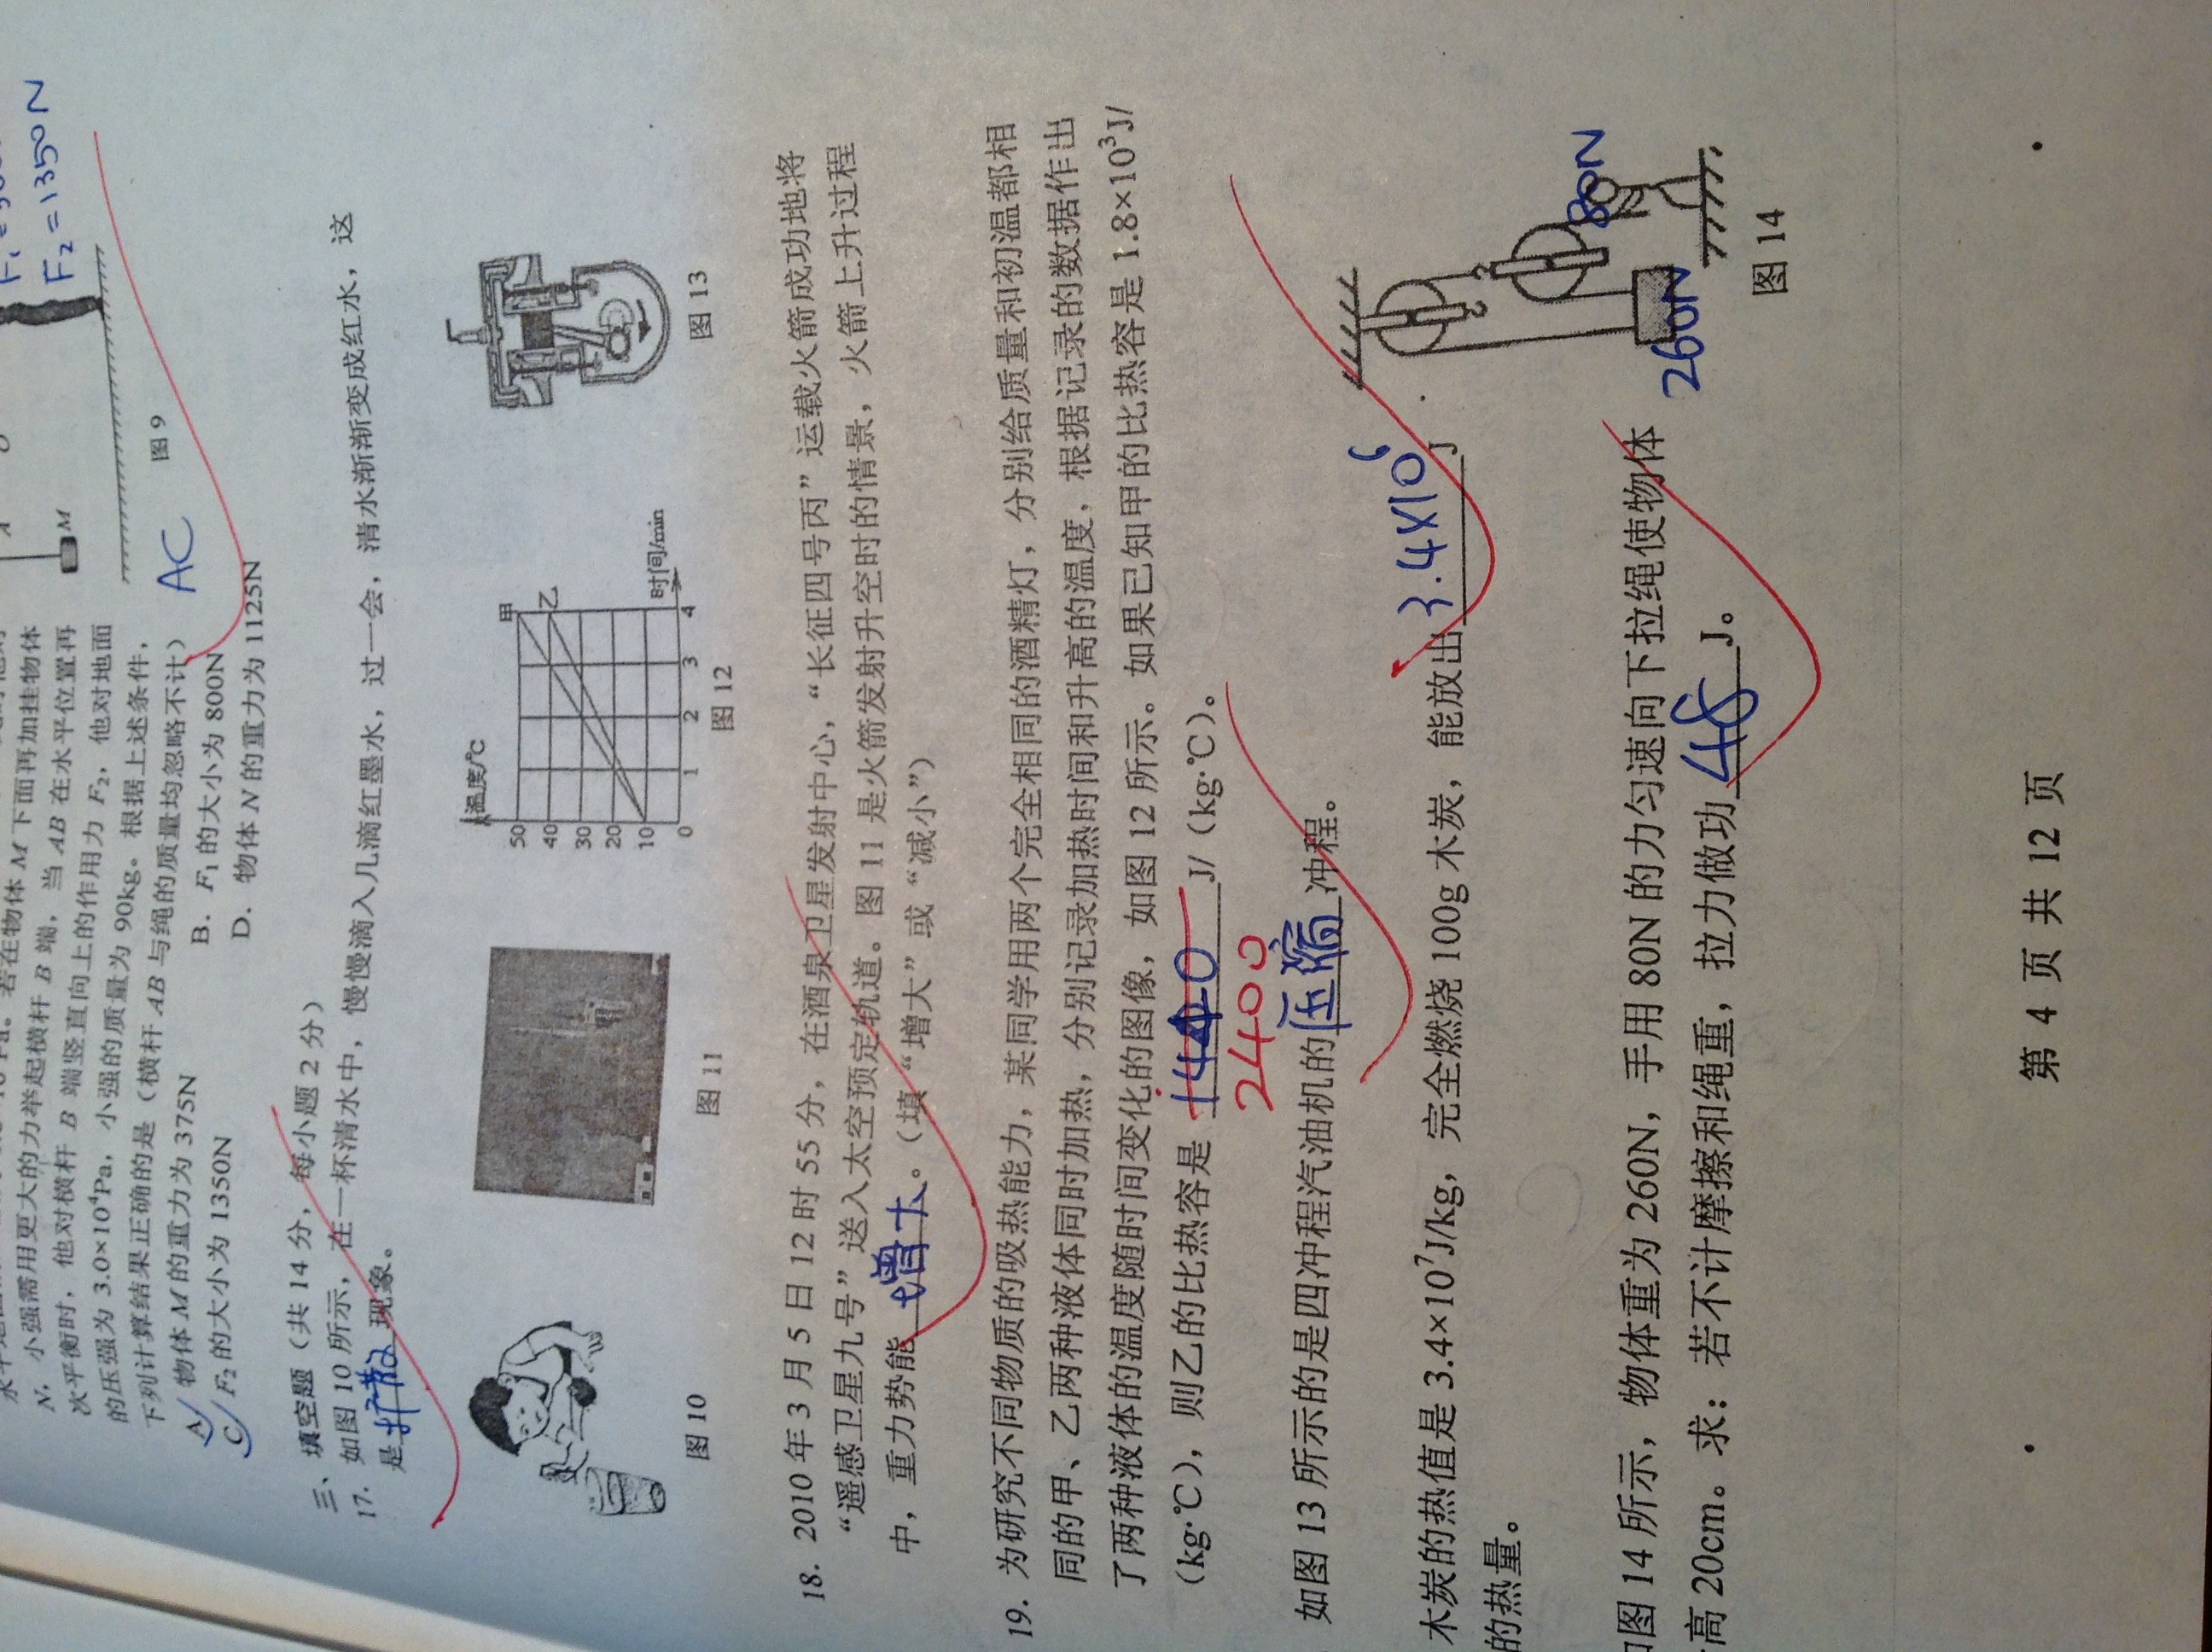 Pa。若在物体 M 下面再加挂物体
N，小强需用更大的力举起横杆 B 端，当 AB 在水平位置再
次平衡时，他对横杆 B 端竖直向上的作用力 F₂，他对地面
的压强为 3.0×10⁴Pa，小强的质量为 90kg。根据上述条件，
下列计算结果正确的是（横杆 AB 与绳的质量均忽略不计）
AC
A 物体 M 的重力为 375N
B. F₁ 的大小为 800N
C F₂ 的大小为 1350N
D. 物体 N 的重力为 1125N
M
F₂=1350N
图 9
三、填空题（共 14 分，每小题 2 分）
17. 如图 10 所示，在一杯清水中，慢慢滴入几滴红墨水，过一会，清水渐渐变成红水，这
是扩散现象。
图 10
图 11
温度/℃
50
40
30
20
10
0
1 2 3 4
甲
乙
时间/min
图 12
图 13
18. 2010 年 3 月 5 日 12 时 55 分，在酒泉卫星发射中心，“长征四号丙”运载火箭成功地将
“遥感卫星九号”送入太空预定轨道。图 11 是火箭发射升空时的情景，火箭上升过程
中，重力势能增大。（填“增大”或“减小”）
19. 为研究不同物质的吸热能力，某同学用两个完全相同的酒精灯，分别给质量和初温都相
同的甲、乙两种液体同时加热，分别记录加热时间和升高的温度，根据记录的数据作出
了两种液体的温度随时间变化的图像，如图 12 所示。如果已知甲的比热容是 1.8×10³J/
（kg·℃），则乙的比热容是 1440 J/（kg·℃）。
2400
如图 13 所示的是四冲程汽油机的压缩冲程。
木炭的热值是 3.4×10⁷J/kg，完全燃烧 100g 木炭，能放出3.4×10⁶J
的热量。
图 14 所示，物体重为 260N，手用 80N 的力匀速向下拉绳使物体
高 20cm。求：若不计摩擦和绳重，拉力做功48J。
80N
260N
图 14
第 4 页 共 12 页